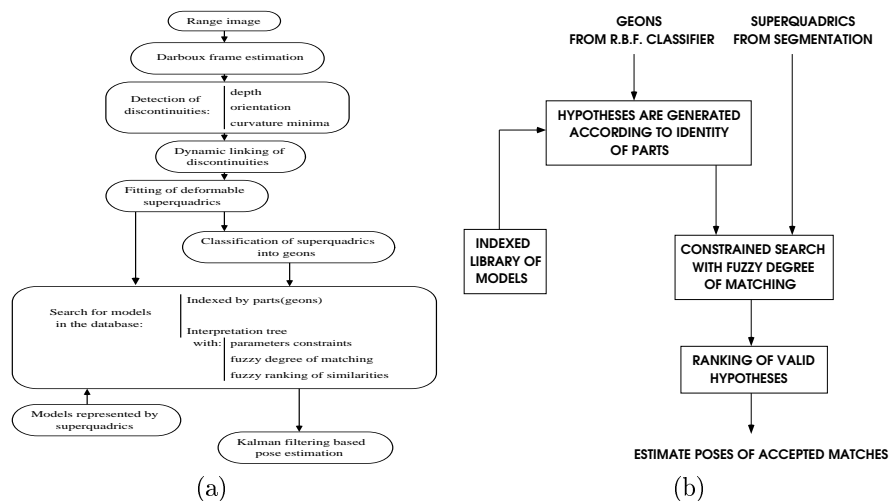 Range image
Darboux frame estimation
Detection of
discontinuities:
depth
orientation
curvature minima
Dynamic linking of
discontinuities
Fitting of deformable
superquadrics
Classification of superquadrics
into geons
Search for models
in the database:
Indexed by parts(geons)
Interpretation tree
with:
parameters constraints
fuzzy degree of matching
fuzzy ranking of similarities
Models represented by
superquadrics
Kalman filtering based
pose estimation
(a)
GEONS
FROM R.B.F. CLASSIFIER
SUPERQUADRICS
FROM SEGMENTATION
HYPOTHESES ARE GENERATED
ACCORDING TO IDENTITY
OF PARTS
INDEXED
LIBRARY OF
MODELS
CONSTRAINED SEARCH
WITH FUZZY DEGREE
OF MATCHING
RANKING OF VALID
HYPOTHESES
ESTIMATE POSES OF ACCEPTED MATCHES
(b)